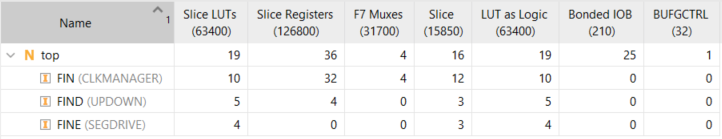 Name 1 Slice LUTs (63400) Slice Registers (126800) F7 Muxes (31700) Slice (15850) LUT as Logic (63400) Bonded IOB (210) BUFGCTRL (32)
N top 19 36 4 16 19 25 1
I FIN (CLKMANAGER) 10 32 4 12 10 0 0
I FIND (UPDOWN) 5 4 0 3 5 0 0
I FINE (SEGDRIVE) 4 0 0 3 4 0 0